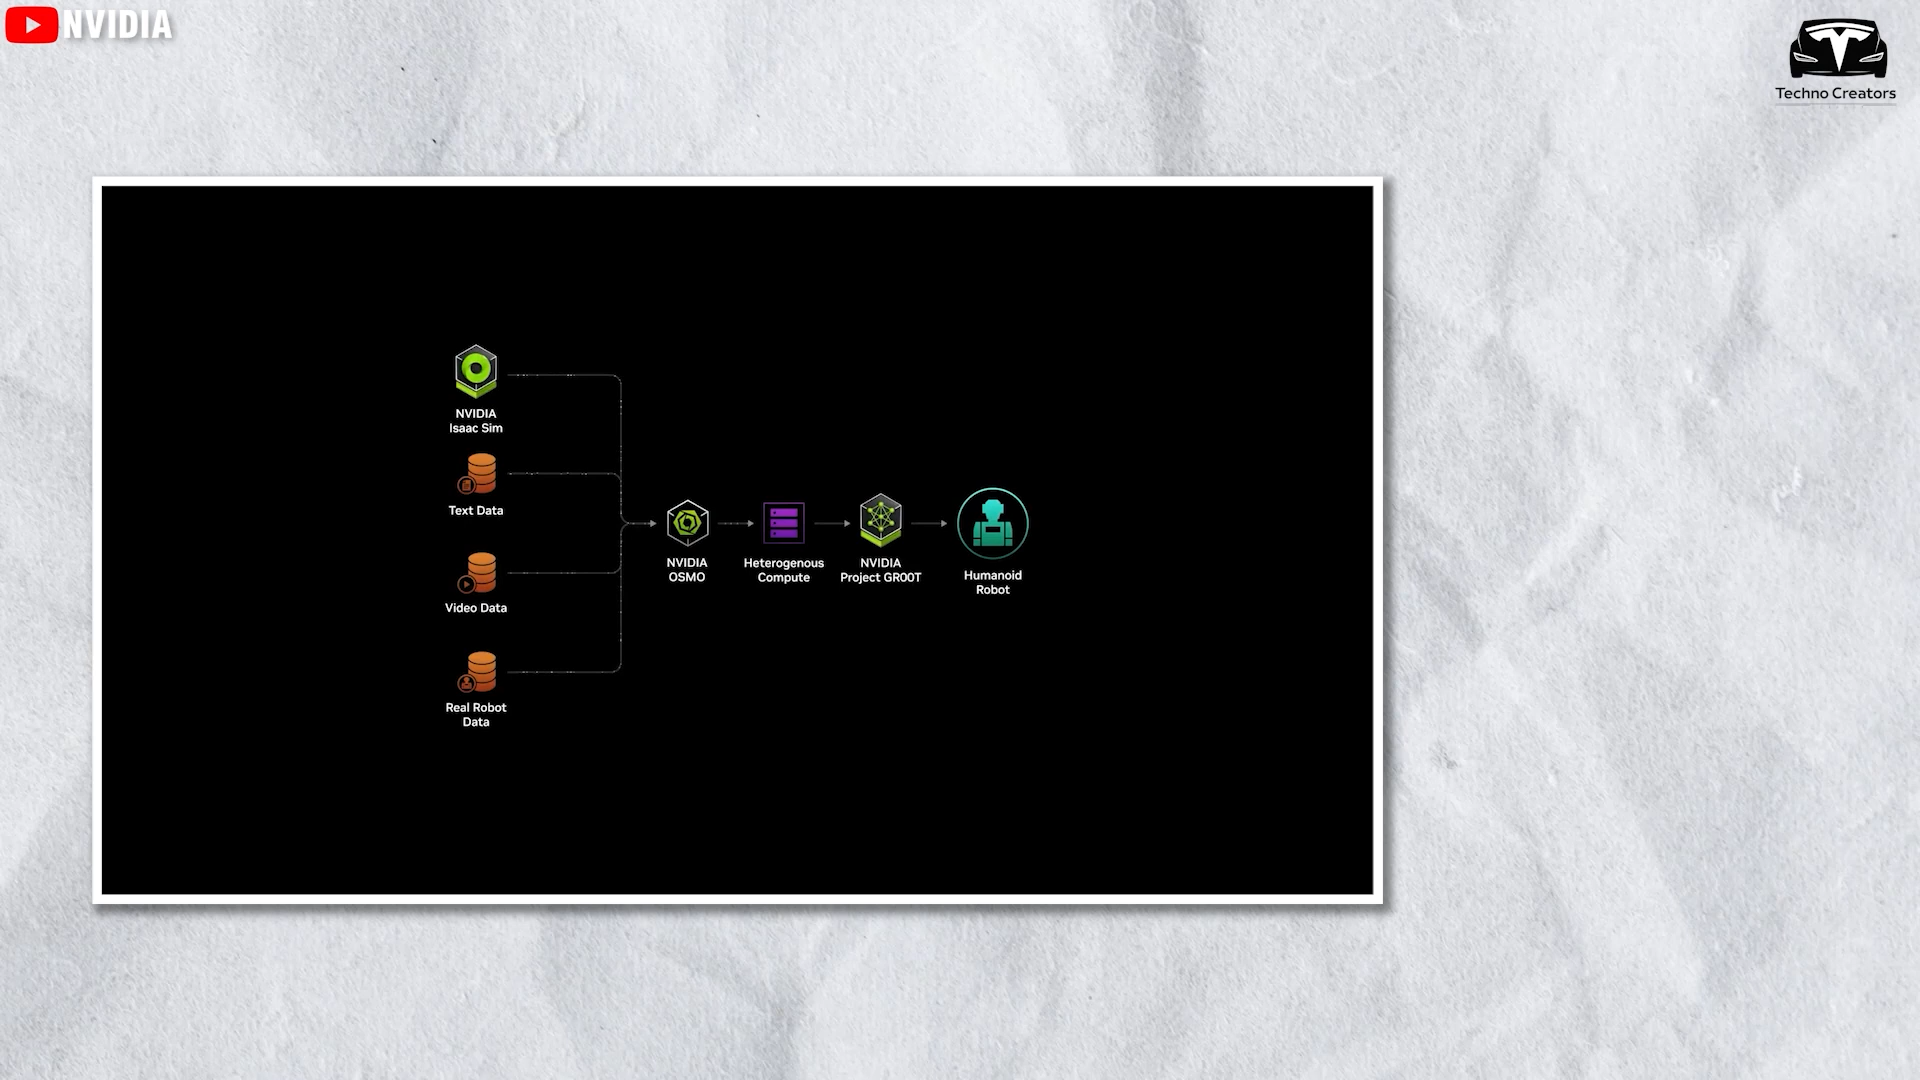 NVIDIA
Techno Creators
NVIDIA
Isaac Sim
Text Data
Video Data
Real Robot
Data
NVIDIA
OSMO
Heterogenous
Compute
NVIDIA
Project GR00T
Humanoid
Robot